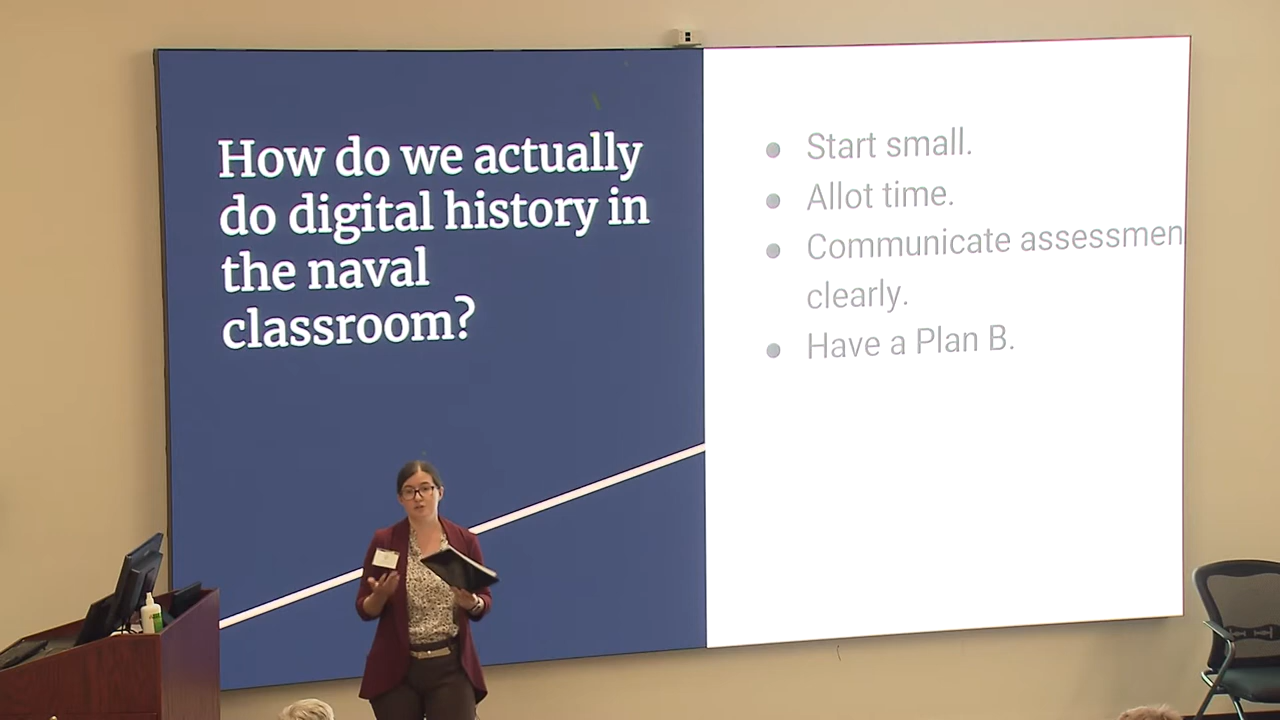 How do we actually
do digital history in
the naval
classroom?
Start small.
Allot time.
Communicate assessmen
clearly.
Have a Plan B.